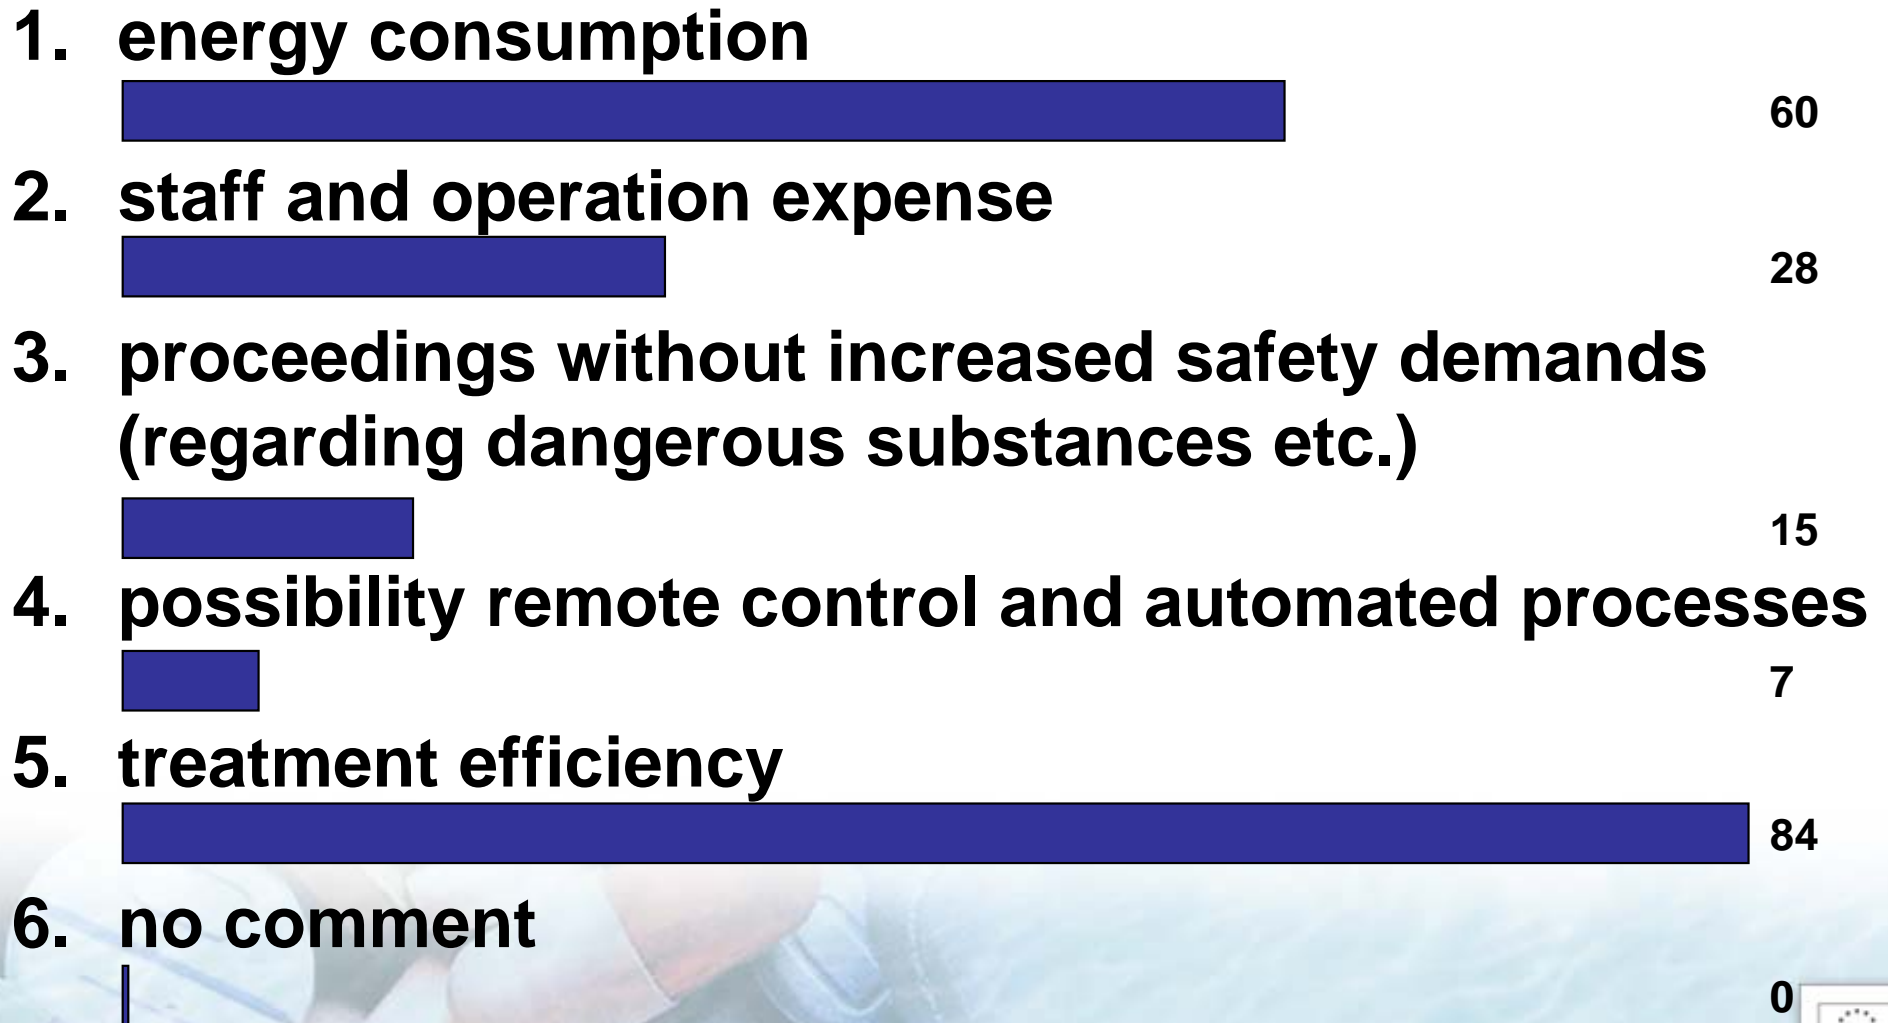 1. energy consumption
60
2. staff and operation expense
28
3. proceedings without increased safety demands
(regarding dangerous substances etc.)
15
4. possibility remote control and automated processes
7
5. treatment efficiency
84
6. no comment
0